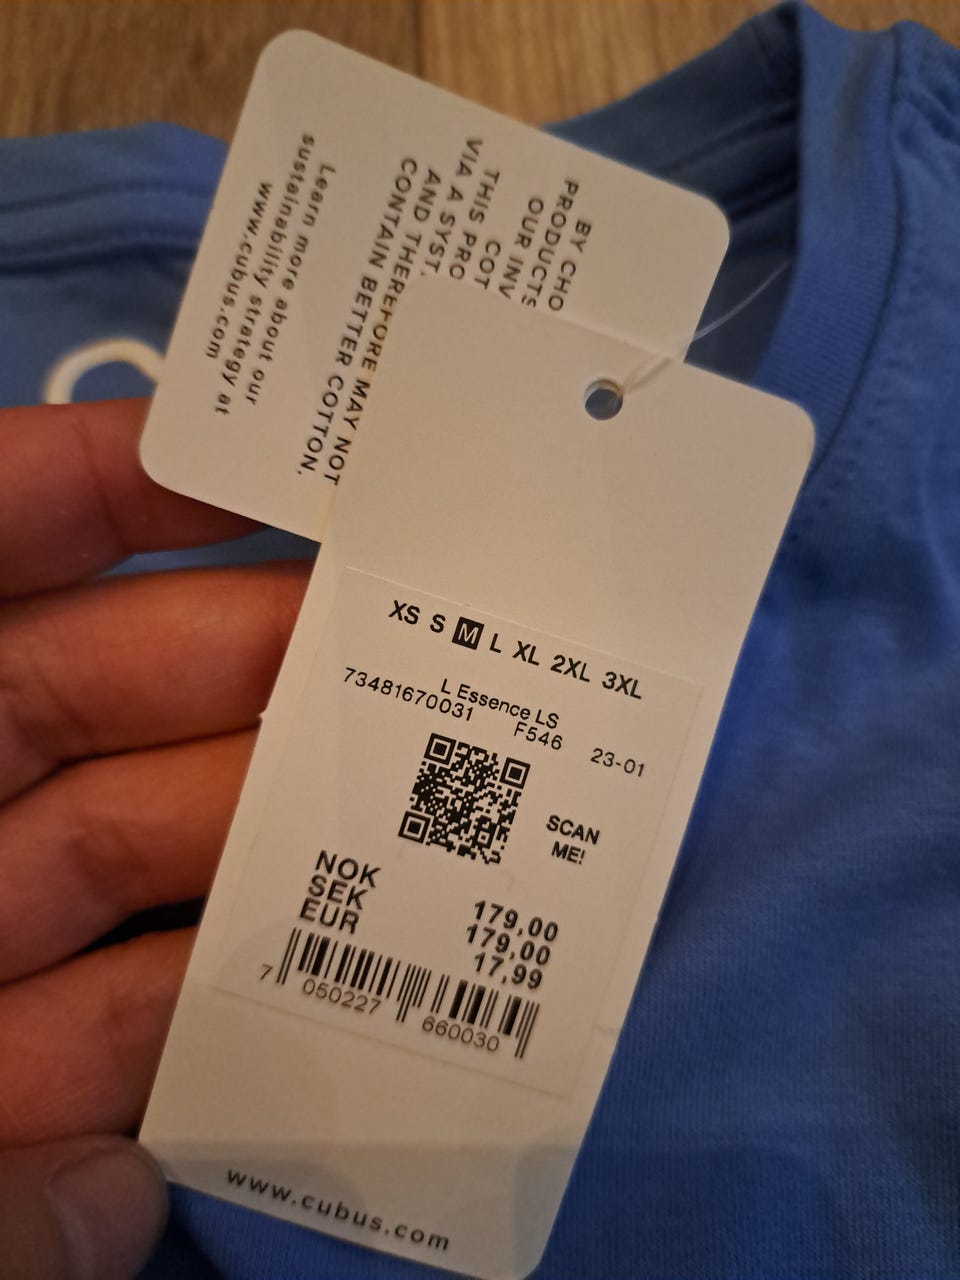 BY CHO
PRODUCTS
OUR INV
COT
THIS PRO
VIA A SYST.
AND THEREFORE MAY NOT
CONTAIN BETTER COTTON.
Learn more about our
sustainability strategy at
www.cubus.com
XS S M L XL 2XL 3XL
L Essence LS
73481670031 F546 23-01
SCAN
ME!
NOK 179,00
SEK 179,00
EUR 17,99
7 050227 660030
www.cubus.com